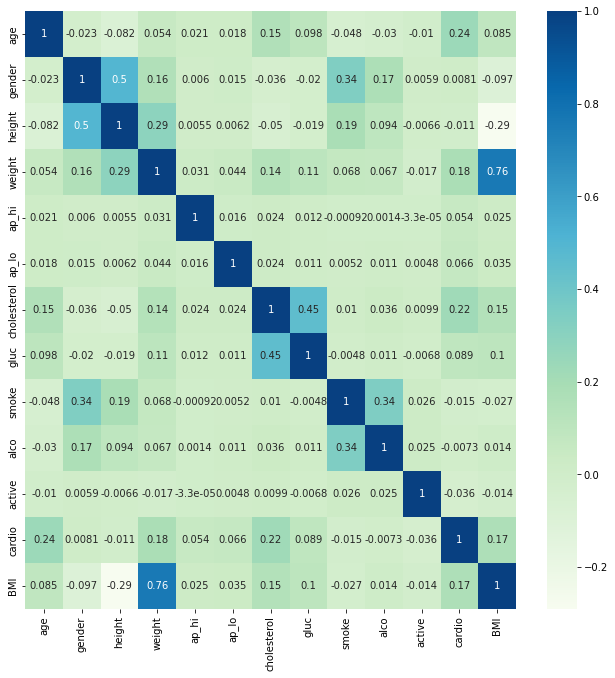 age 1 -0.023 -0.082 0.054 0.021 0.018 0.15 0.098 -0.048 -0.03 -0.01 0.24 0.085
gender -0.023 1 0.5 0.16 0.006 0.015 -0.036 -0.02 0.34 0.17 0.0059 0.0081 -0.097
height -0.082 0.5 1 0.29 0.0055 0.0062 -0.05 -0.019 0.19 0.094 -0.0066 -0.011 -0.29
weight 0.054 0.16 0.29 1 0.031 0.044 0.14 0.11 0.068 0.067 -0.017 0.18 0.76
ap_hi 0.021 0.006 0.0055 0.031 1 0.016 0.024 0.012 -0.00092 0.0014 -3.3e-05 0.054 0.025
ap_lo 0.018 0.015 0.0062 0.044 0.016 1 0.024 0.011 0.0052 0.011 0.0048 0.066 0.035
cholesterol 0.15 -0.036 -0.05 0.14 0.024 0.024 1 0.45 0.01 0.036 0.0099 0.22 0.15
gluc 0.098 -0.02 -0.019 0.11 0.012 0.011 0.45 1 -0.0048 0.011 -0.0068 0.089 0.1
smoke -0.048 0.34 0.19 0.068 -0.00092 0.0052 0.01 -0.0048 1 0.34 0.026 -0.015 -0.027
alco -0.03 0.17 0.094 0.067 0.0014 0.011 0.036 0.011 0.34 1 0.025 -0.0073 0.014
active -0.01 0.0059 -0.0066 -0.017 -3.3e-05 0.0048 0.0099 -0.0068 0.026 0.025 1 -0.036 -0.014
cardio 0.24 0.0081 -0.011 0.18 0.054 0.066 0.22 0.089 -0.015 -0.0073 -0.036 1 0.17
BMI 0.085 -0.097 -0.29 0.76 0.025 0.035 0.15 0.1 -0.027 0.014 -0.014 0.17 1
age gender height weight ap_hi ap_lo cholesterol gluc smoke alco active cardio BMI
1.0
0.8
0.6
0.4
0.2
0.0
−0.2